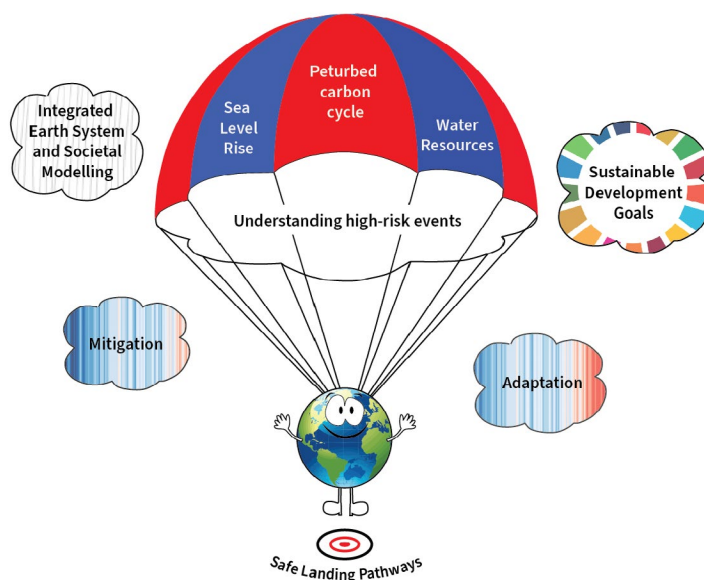 Peturbed
carbon
cycle
Sea
Level
Rise
Water
Resources
Integrated
Earth System
and Societal
Modelling
Sustainable
Development
Goals
Understanding high-risk events
Mitigation
Adaptation
Safe Landing Pathways